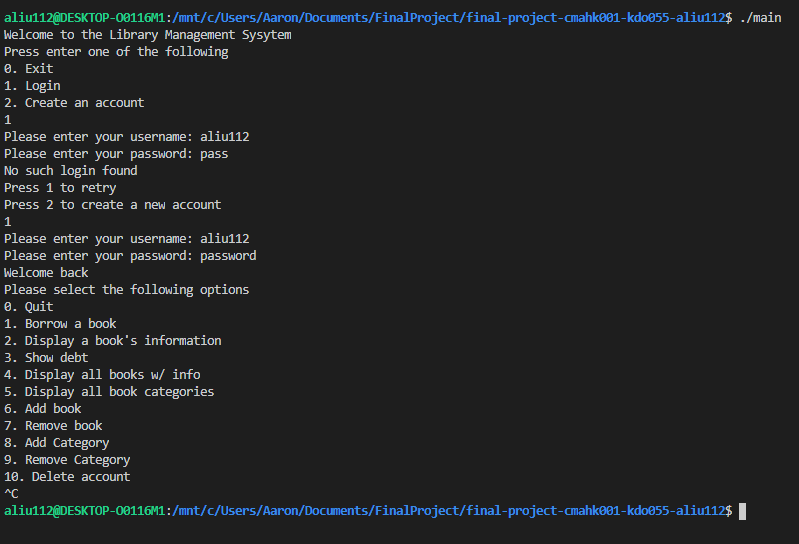 aliu112@DESKTOP-O0116M1:/mnt/c/Users/Aaron/Documents/FinalProject/final-project-cmahk001-kdo055-aliu112$ ./main
Welcome to the Library Management Sysytem
Press enter one of the following
0. Exit
1. Login
2. Create an account
1
Please enter your username: aliu112
Please enter your password: pass
No such login found
Press 1 to retry
Press 2 to create a new account
1
Please enter your username: aliu112
Please enter your password: password
Welcome back
Please select the following options
0. Quit
1. Borrow a book
2. Display a book's information
3. Show debt
4. Display all books w/ info
5. Display all book categories
6. Add book
7. Remove book
8. Add Category
9. Remove Category
10. Delete account
^C
aliu112@DESKTOP-O0116M1:/mnt/c/Users/Aaron/Documents/FinalProject/final-project-cmahk001-kdo055-aliu112$